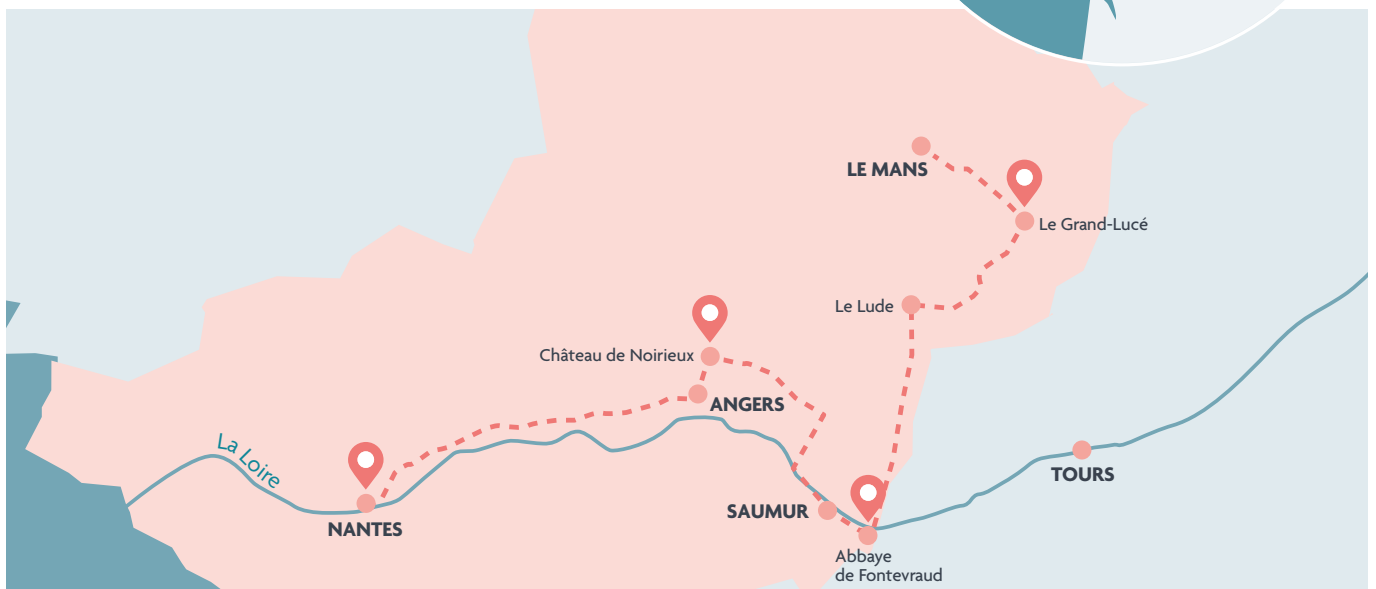 LE MANS
Le Grand-Lucé
Le Lude
Château de Noirieux
ANGERS
La Loire
TOURS
SAUMUR
NANTES
Abbaye
de Fontevraud